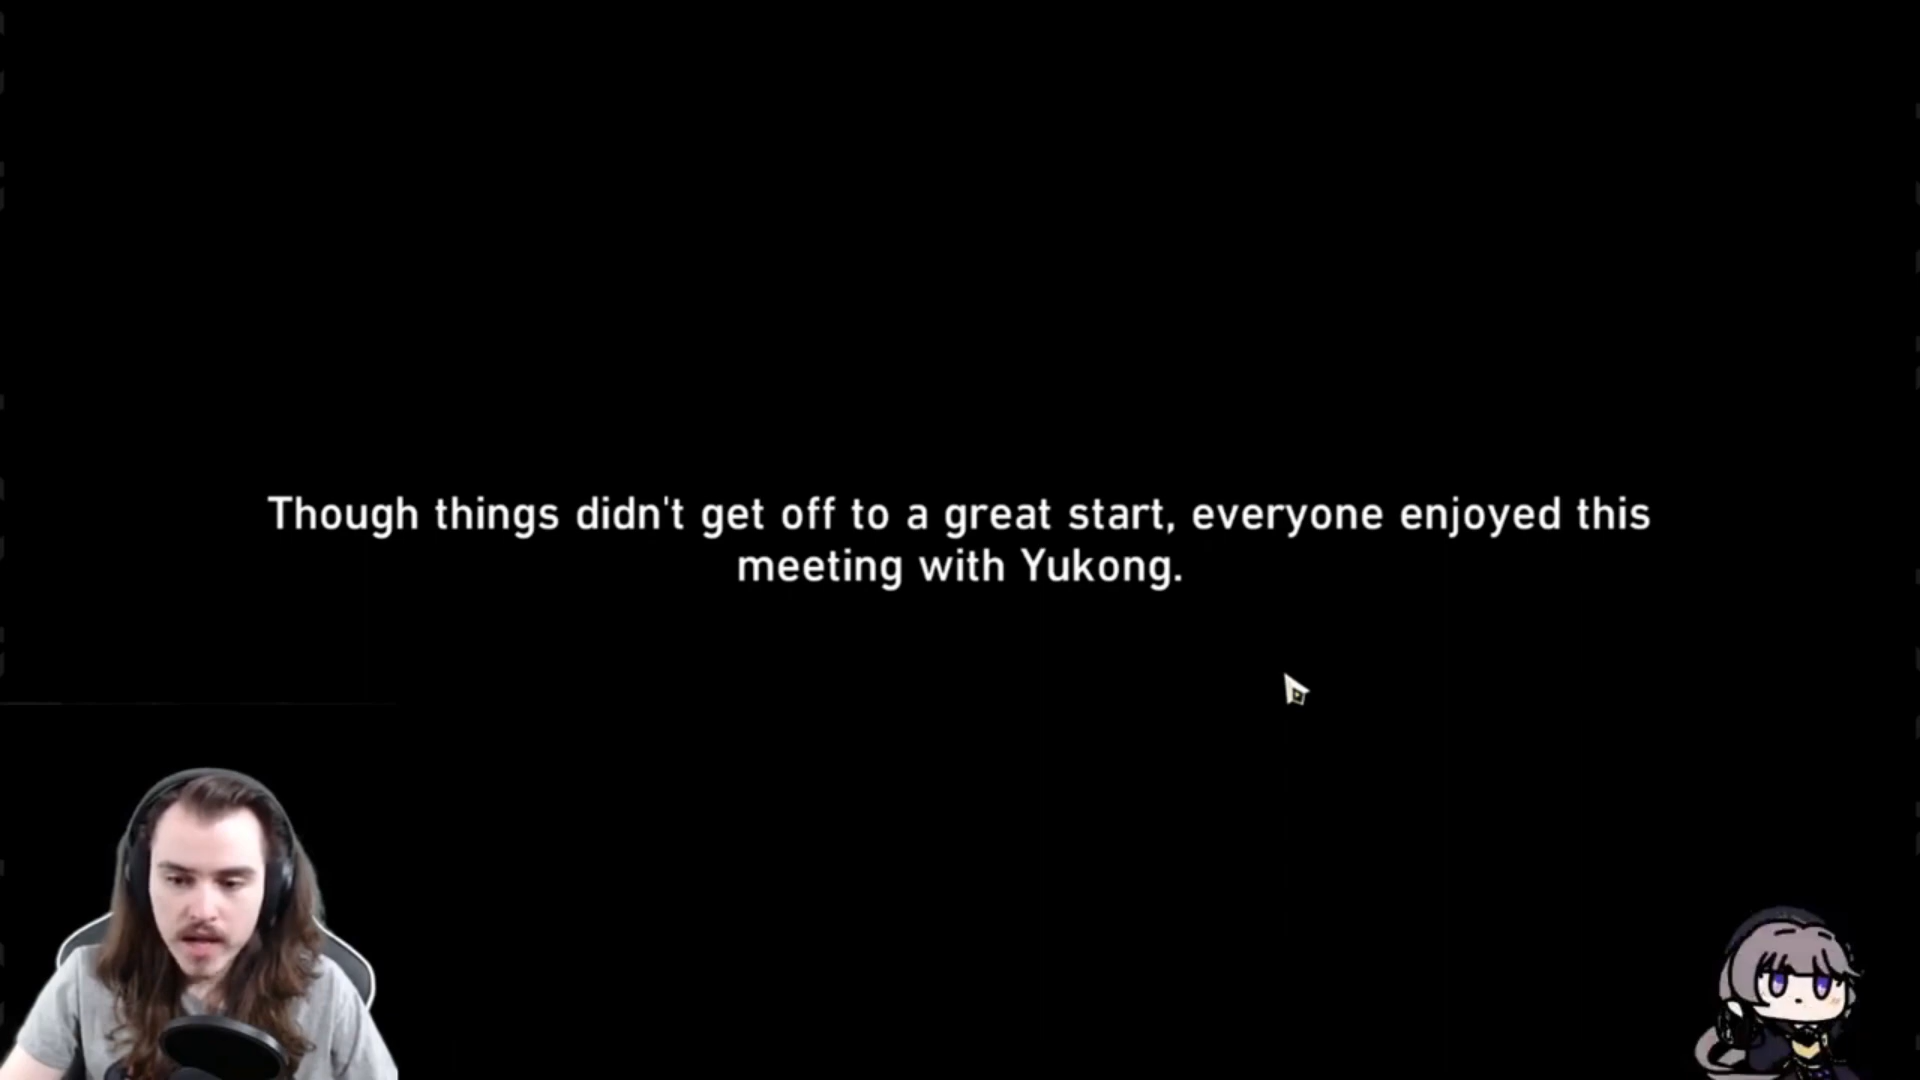 Though things didn't get off to a great start, everyone enjoyed this
meeting with Yukong.